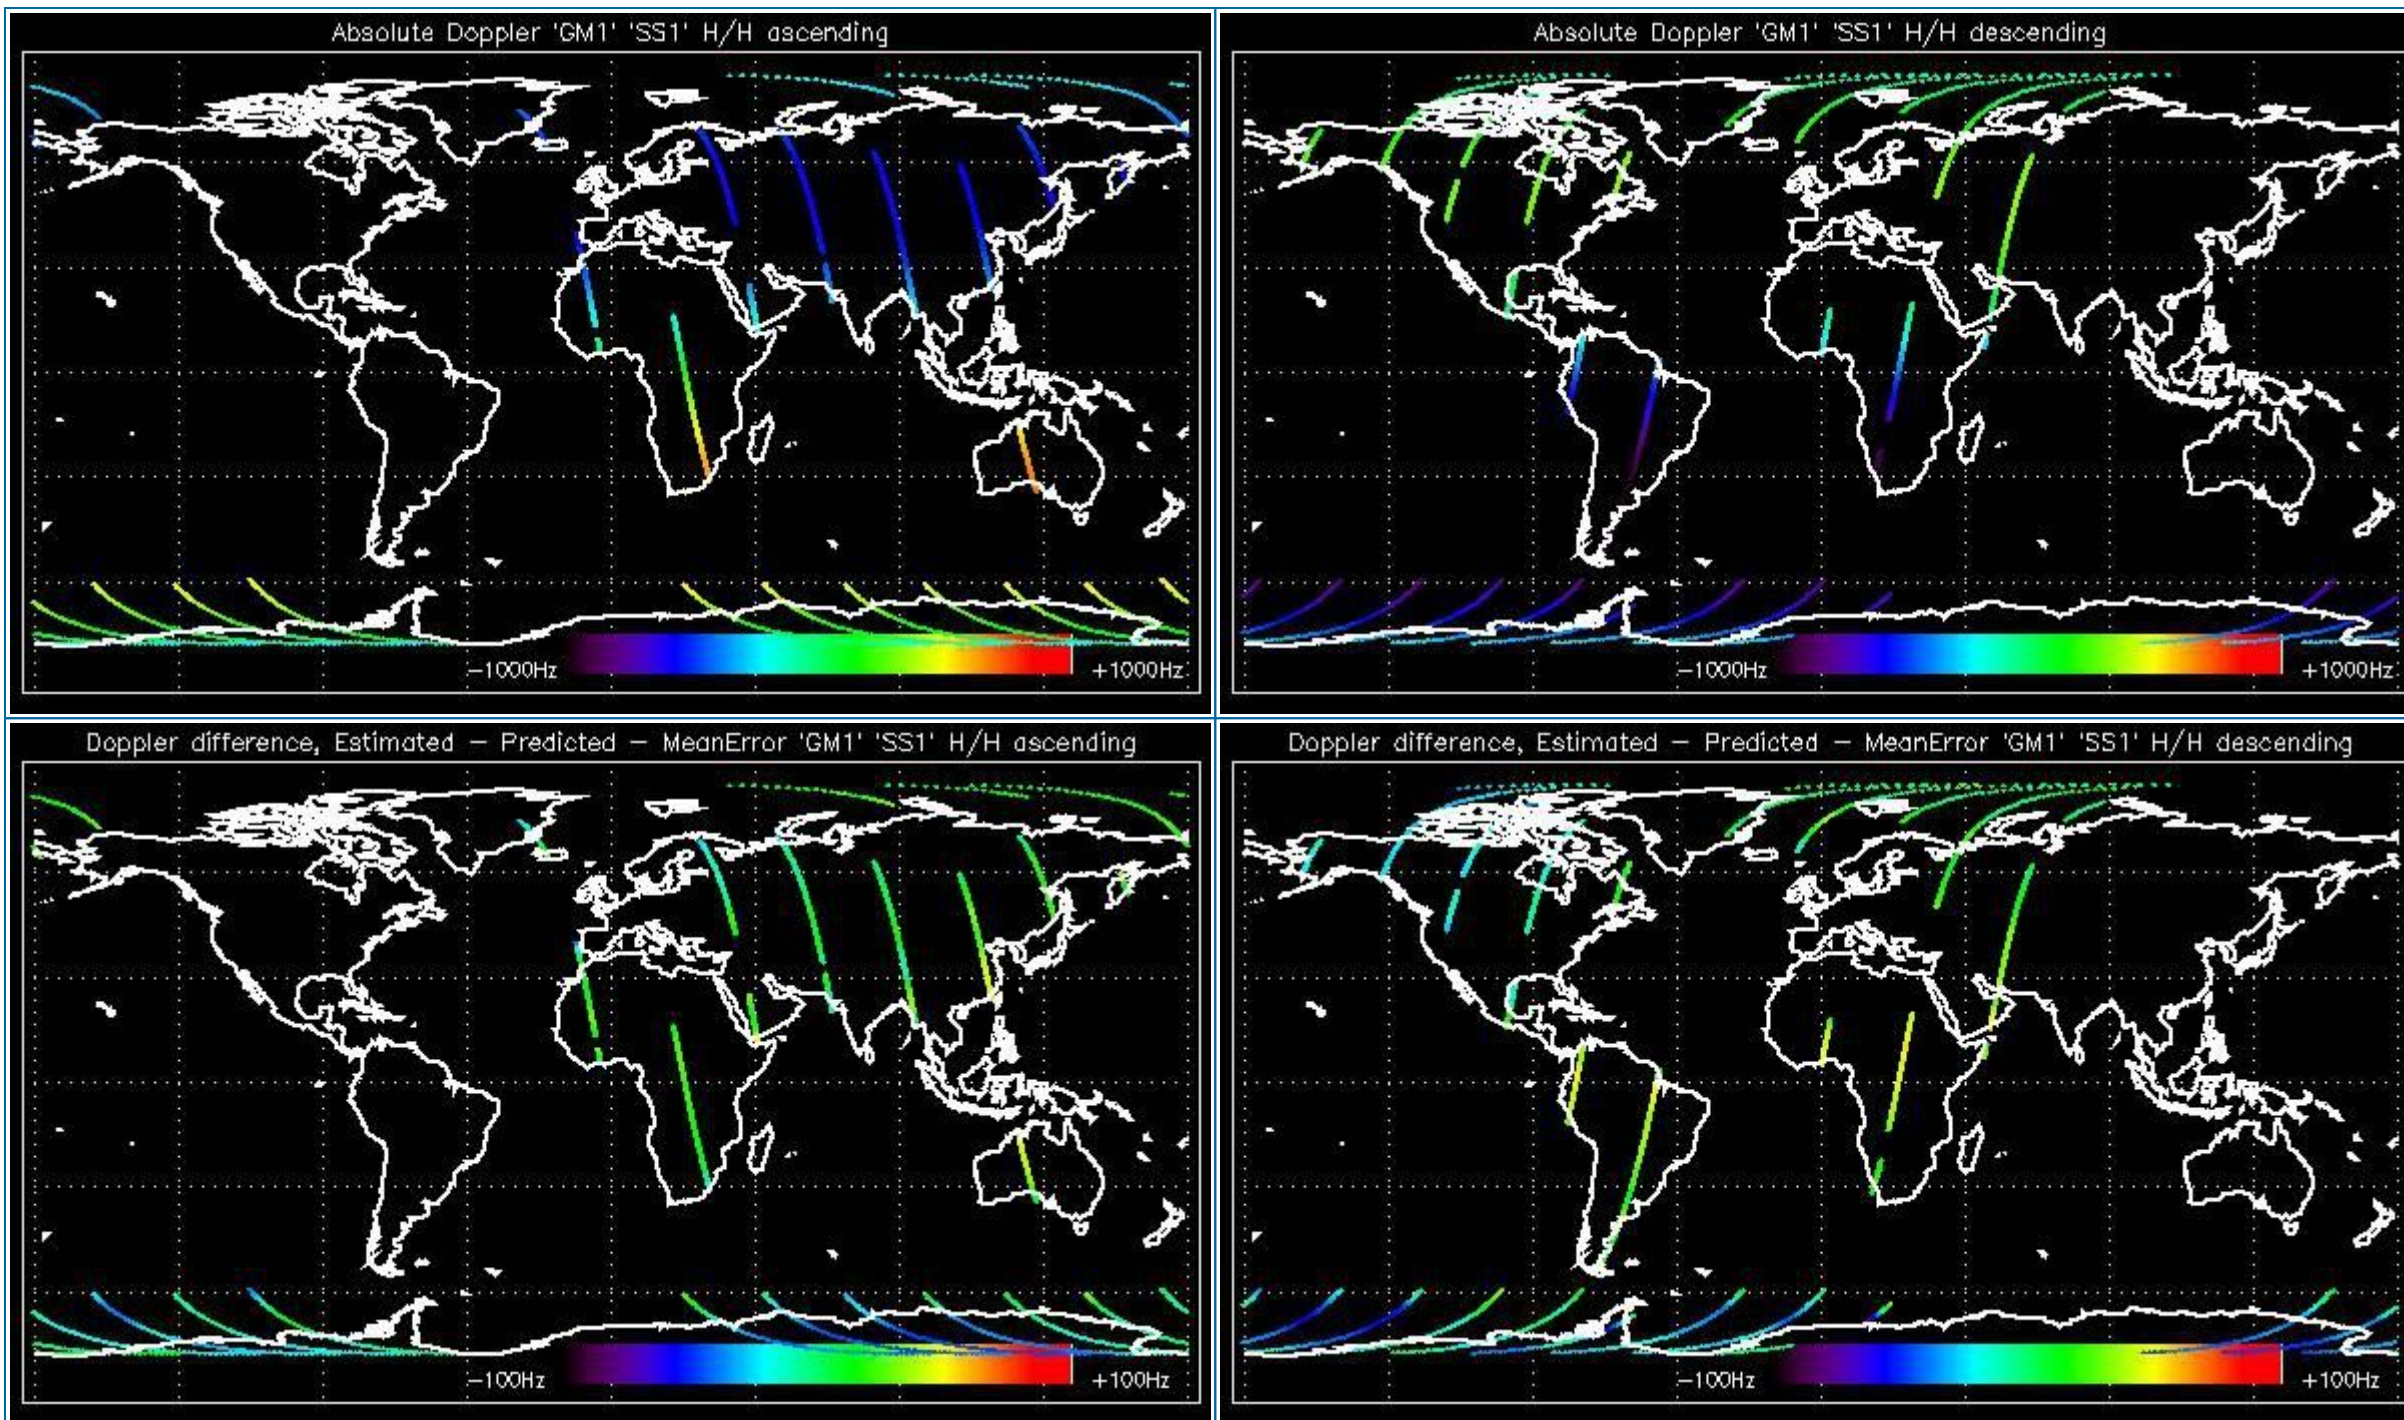 Absolute Doppler 'GM1' 'SS1' H/H ascending
−1000Hz
+1000Hz
Absolute Doppler 'GM1' 'SS1' H/H descending
−1000Hz
+1000Hz
Doppler difference, Estimated − Predicted − MeanError 'GM1' 'SS1' H/H ascending
−100Hz
+100Hz
Doppler difference, Estimated − Predicted − MeanError 'GM1' 'SS1' H/H descending
−100Hz
+100Hz